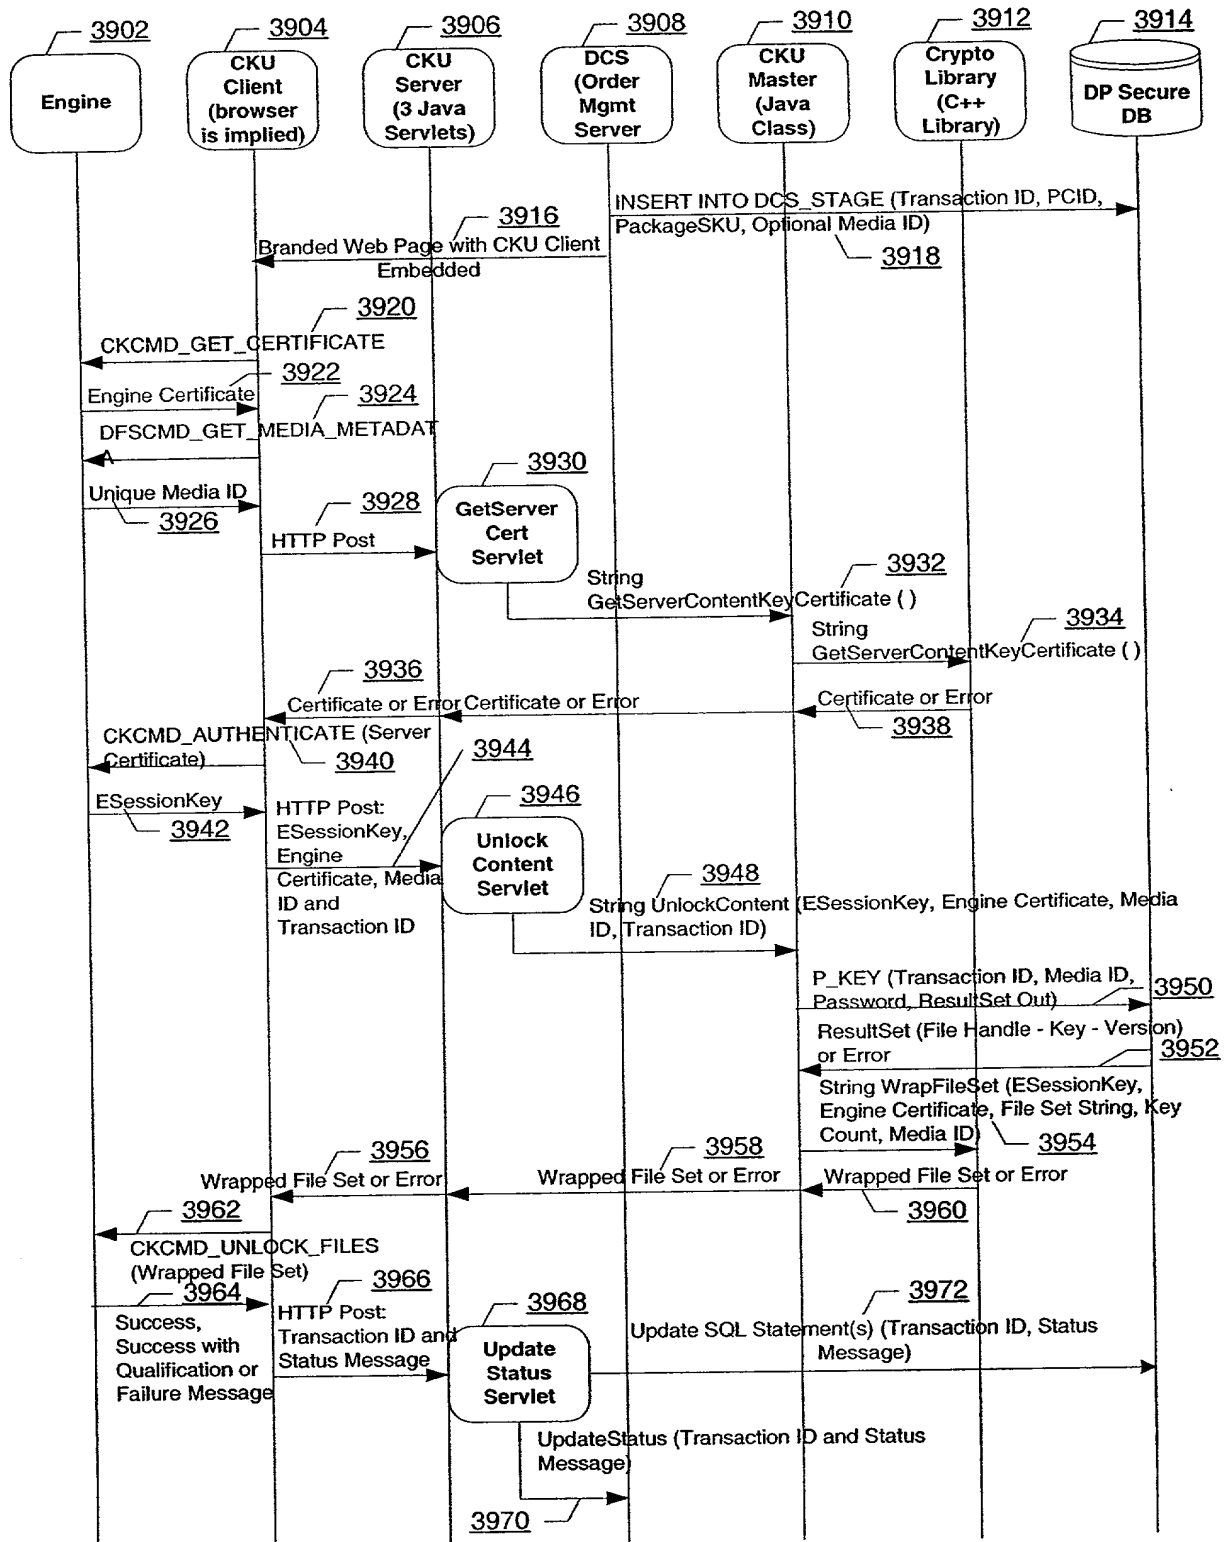 3902
3904
3906
3908
3910
3912
3914
Engine
CKU
Client
(browser
is implied)
CKU
Server
(3 Java
Servlets)
DCS
(Order
Mgmt
Server
CKU
Master
(Java
Class)
Crypto
Library
(C++
Library)
DP Secure
DB
INSERT INTO DCS_STAGE (Transaction ID, PCID,
PackageSKU, Optional Media ID)
3918
3916
Branded Web Page with CKU Client
Embedded
3920
CKCMD_GET_CERTIFICATE
3922
Engine Certificate
3924
DFSCMD_GET_MEDIA_METADAT
A
Unique Media ID
3926
3928
HTTP Post
3930
GetServer
Cert
Servlet
3932
String
GetServerContentKeyCertificate ( )
3934
String
GetServerContentKeyCertificate ( )
3936
Certificate or Error
Certificate or Error
Certificate or Error
3938
CKCMD_AUTHENTICATE (Server
Certificate)
3940
3944
ESessionKey
3942
HTTP Post:
ESessionKey,
Engine
Certificate, Media
ID and
Transaction ID
3946
Unlock
Content
Servlet
3948
String UnlockContent (ESessionKey, Engine Certificate, Media
ID, Transaction ID)
P_KEY (Transaction ID, Media ID,
Password, ResultSet Out)
3950
ResultSet (File Handle - Key - Version)
or Error
3952
String WrapFileSet (ESessionKey,
Engine Certificate, File Set String, Key
Count, Media ID)
3954
3956
Wrapped File Set or Error
3958
Wrapped File Set or Error
Wrapped File Set or Error
3960
3962
CKCMD_UNLOCK_FILES
(Wrapped File Set)
3964
Success,
Success with
Qualification or
Failure Message
3966
HTTP Post:
Transaction ID and
Status Message
3968
Update
Status
Servlet
3972
Update SQL Statement(s) (Transaction ID, Status
Message)
UpdateStatus (Transaction ID and Status
Message)
3970